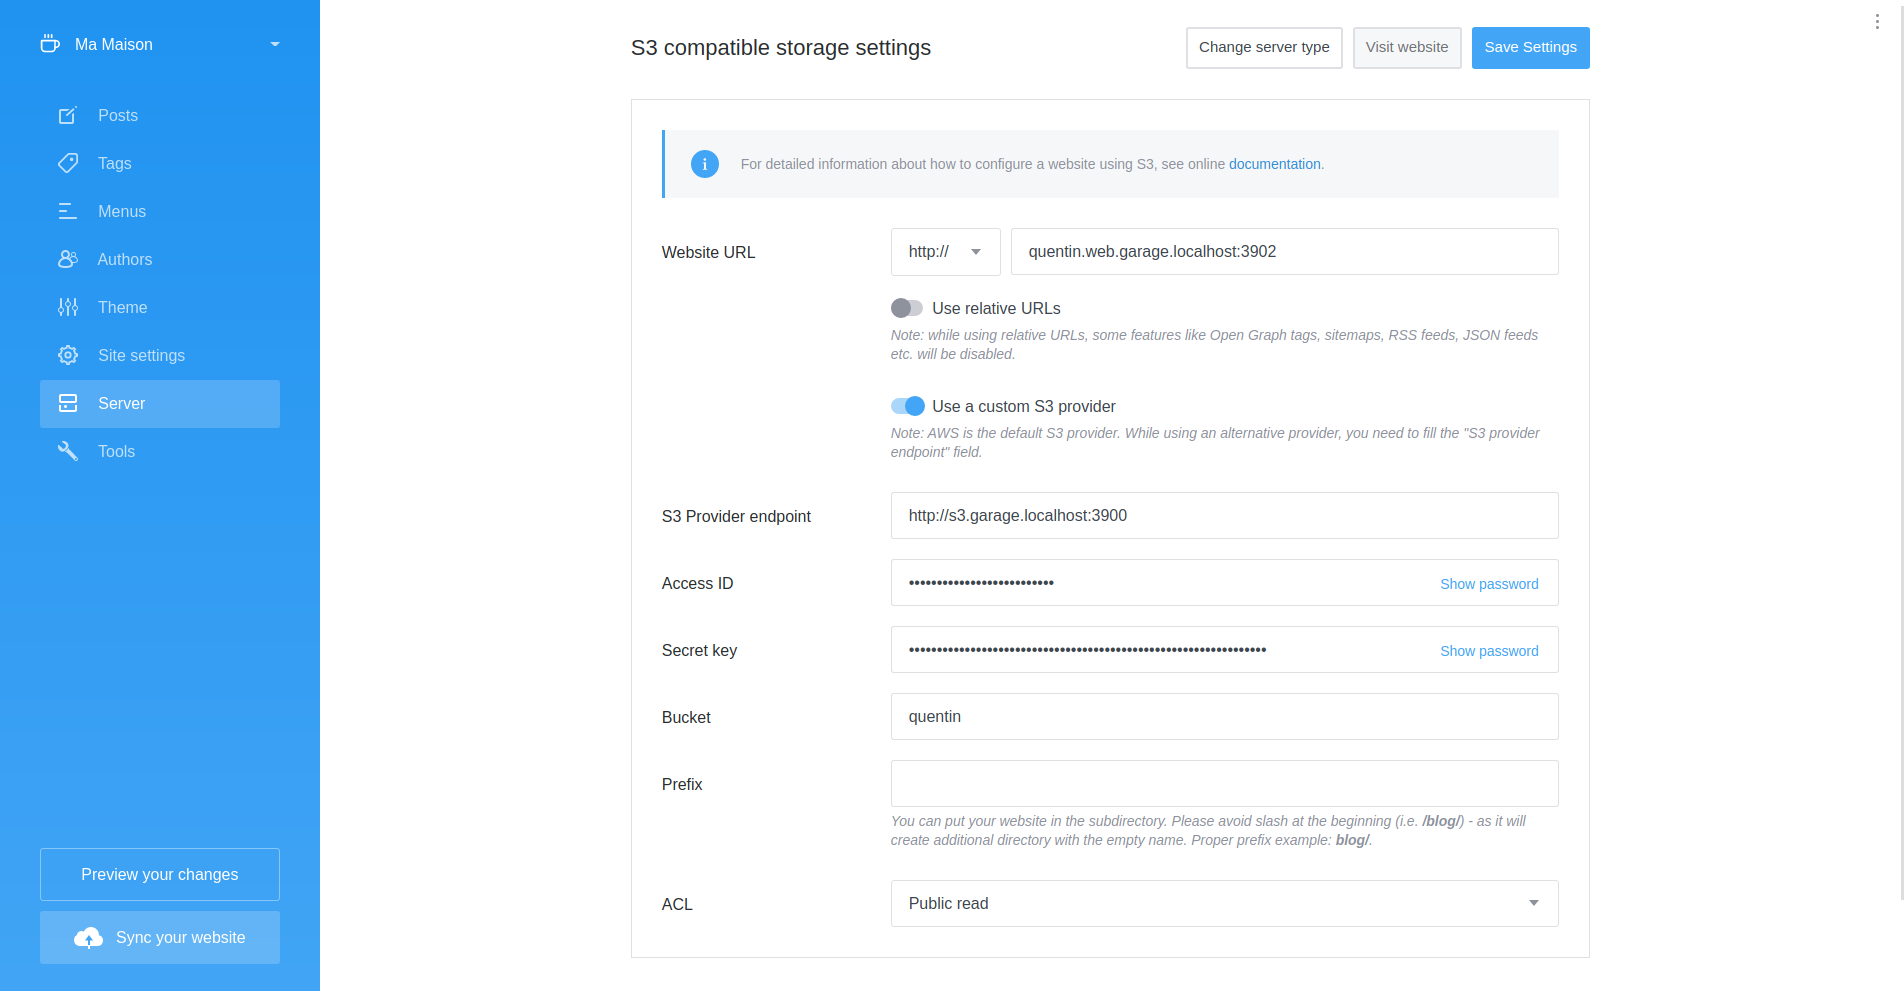 Ma Maison
Posts
Tags
Menus
Authors
Theme
Site settings
Server
Tools
Preview your changes
Sync your website
S3 compatible storage settings
Change server type
Visit website
Save Settings
For detailed information about how to configure a website using S3, see online documentation.
Website URL
http://
quentin.web.garage.localhost:3902
Use relative URLs
Note: while using relative URLs, some features like Open Graph tags, sitemaps, RSS feeds, JSON feeds
etc. will be disabled.
Use a custom S3 provider
Note: AWS is the default S3 provider. While using an alternative provider, you need to fill the "S3 provider
endpoint" field.
S3 Provider endpoint
http://s3.garage.localhost:3900
Access ID
••••••••••••••••••••••••••
Show password
Secret key
••••••••••••••••••••••••••••••••••••••••••••••••••••••••••••••••
Show password
Bucket
quentin
Prefix
You can put your website in the subdirectory. Please avoid slash at the beginning (i.e. /blog/) - as it will
create additional directory with the empty name. Proper prefix example: blog/.
ACL
Public read